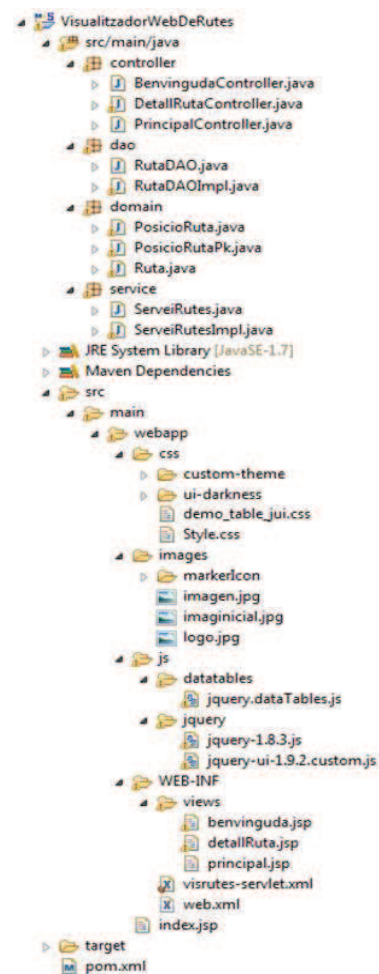 VisualitzadorWebDeRutes
src/main/java
controller
BenvingudaController.java
DetallRutaController.java
PrincipalController.java
dao
RutaDAO.java
RutaDAOImpl.java
domain
PosicioRuta.java
PosicioRutaPk.java
Ruta.java
service
ServeiRutes.java
ServeiRutesImpl.java
JRE System Library [JavaSE-1.7]
Maven Dependencies
src
main
webapp
css
custom-theme
ui-darkness
demo_table_jui.css
Style.css
images
markerIcon
imagen.jpg
imaginicial.jpg
logo.jpg
js
datatables
jquery.dataTables.js
jquery
jquery-1.8.3.js
jquery-ui-1.9.2.custom.js
WEB-INF
views
benvinguda.jsp
detallRuta.jsp
principal.jsp
visrutes-servlet.xml
web.xml
index.jsp
target
pom.xml